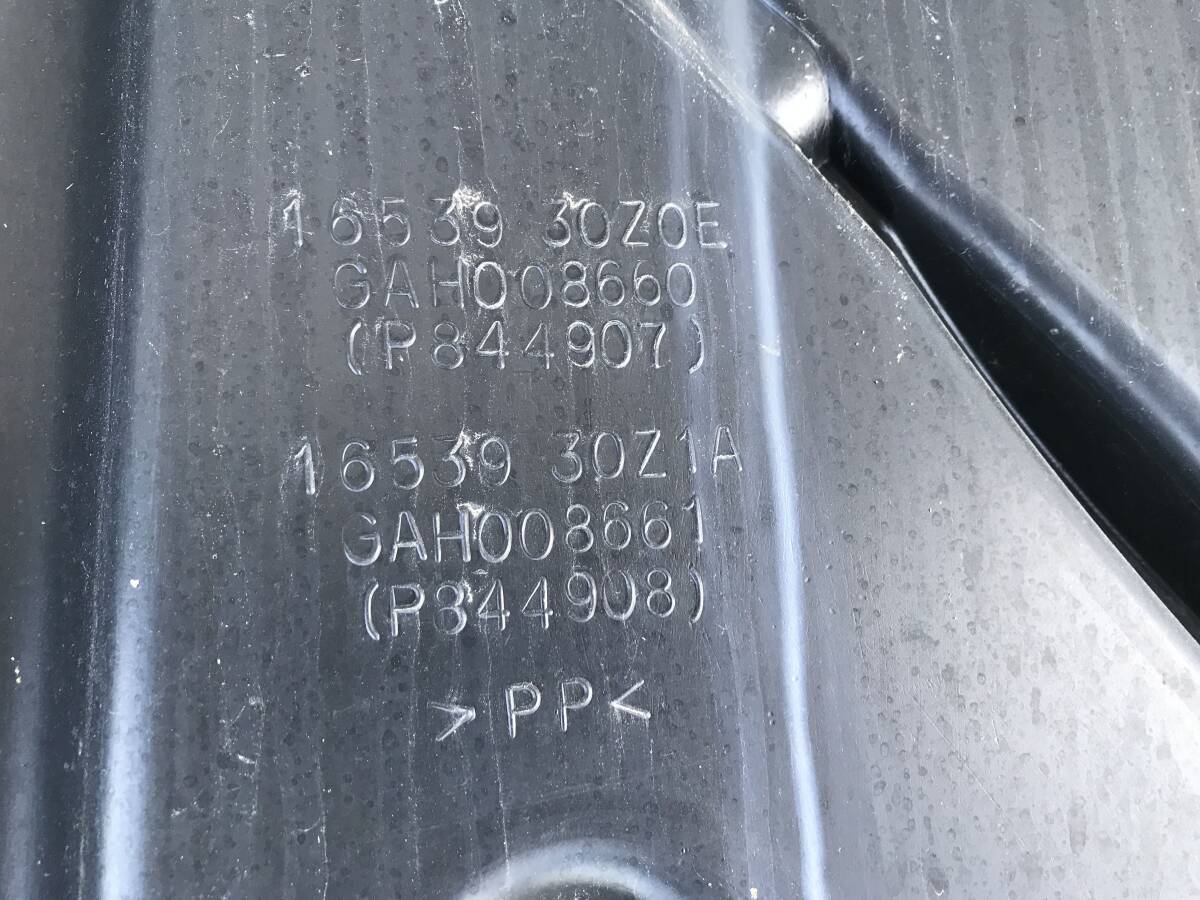 16539 30Z0E
GAH008660
(P844907)
16539 30Z1A
GAH008661
(P844908)
>PP<